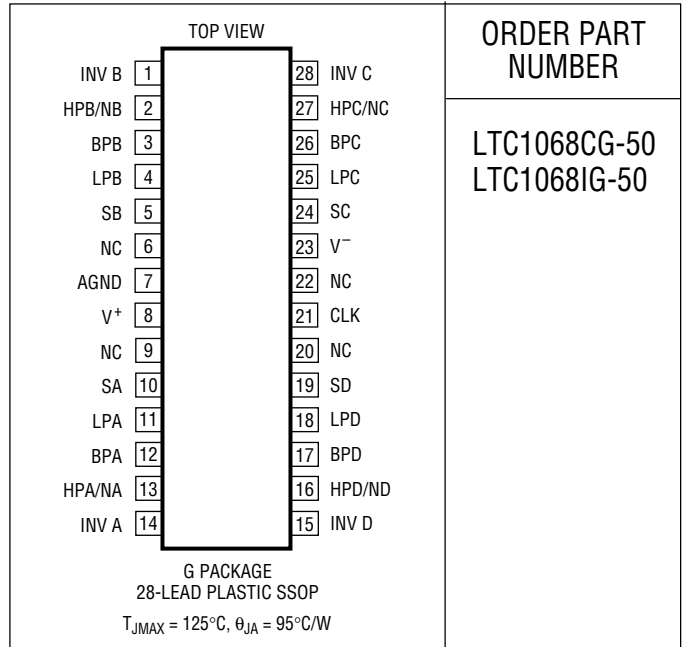 TOP VIEW
INV B 1
HPB/NB 2
BPB 3
LPB 4
SB 5
NC 6
AGND 7
V+ 8
NC 9
SA 10
LPA 11
BPA 12
HPA/NA 13
INV A 14
28 INV C
27 HPC/NC
26 BPC
25 LPC
24 SC
23 V−
22 NC
21 CLK
20 NC
19 SD
18 LPD
17 BPD
16 HPD/ND
15 INV D
G PACKAGE
28-LEAD PLASTIC SSOP
TJMAX = 125°C, θJA = 95°C/W
ORDER PART
NUMBER
LTC1068CG-50
LTC1068IG-50